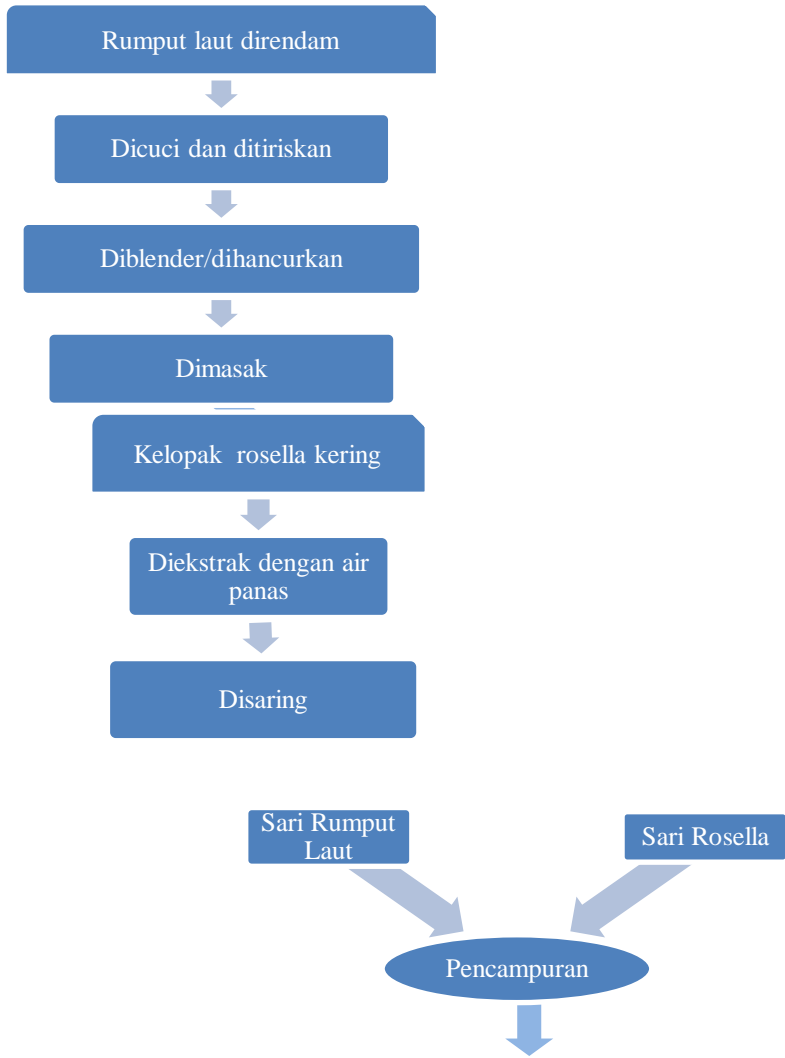 Rumput laut direndam
Dicuci dan ditiriskan
Diblender/dihancurkan
Dimasak
Kelopak rosella kering
Diekstrak dengan air
panas
Disaring
Sari Rumput
Laut
Sari Rosella
Pencampuran